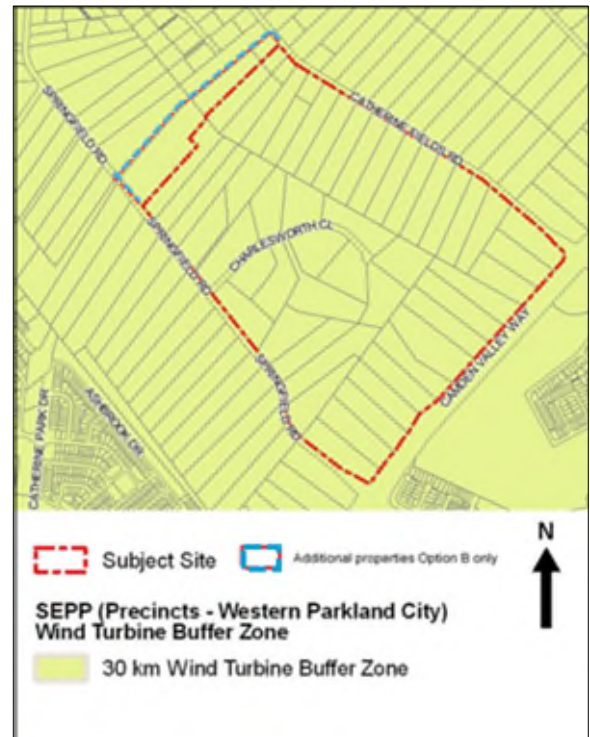 SPRINGFIELD RD
CATHERINE FIELDS RD
CHARLESWORTH CL
SPRINGFIELD RD
CAMDEN VALLEY WAY
SPRINGFIELD RD
ASHBROOK DR
CATHERINE PARK DR
Subject Site
Additional properties Option B only
N
SEPP (Precincts - Western Parkland City)
Wind Turbine Buffer Zone
30 km Wind Turbine Buffer Zone